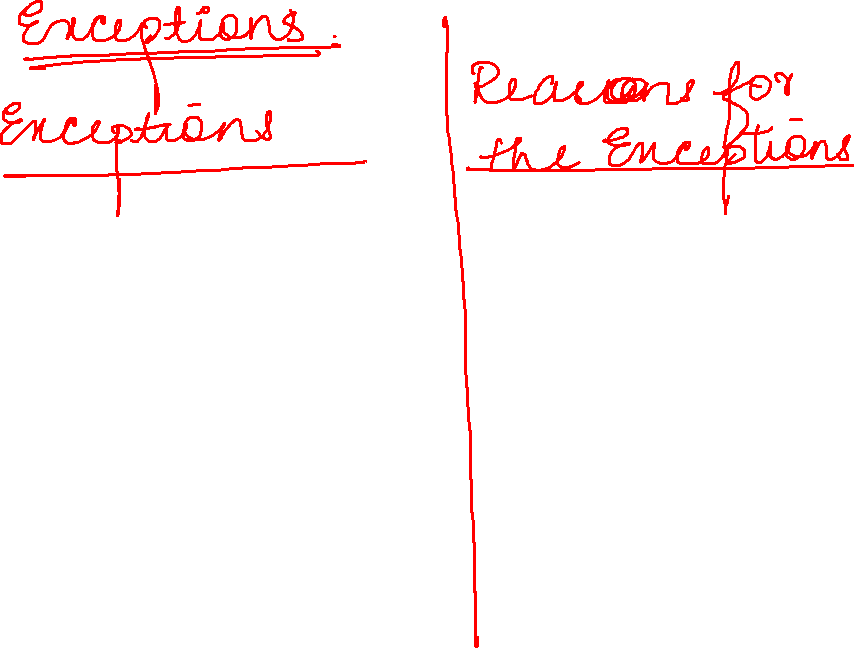 Exceptions.
Exceptions
Reasons for
the Exceptions